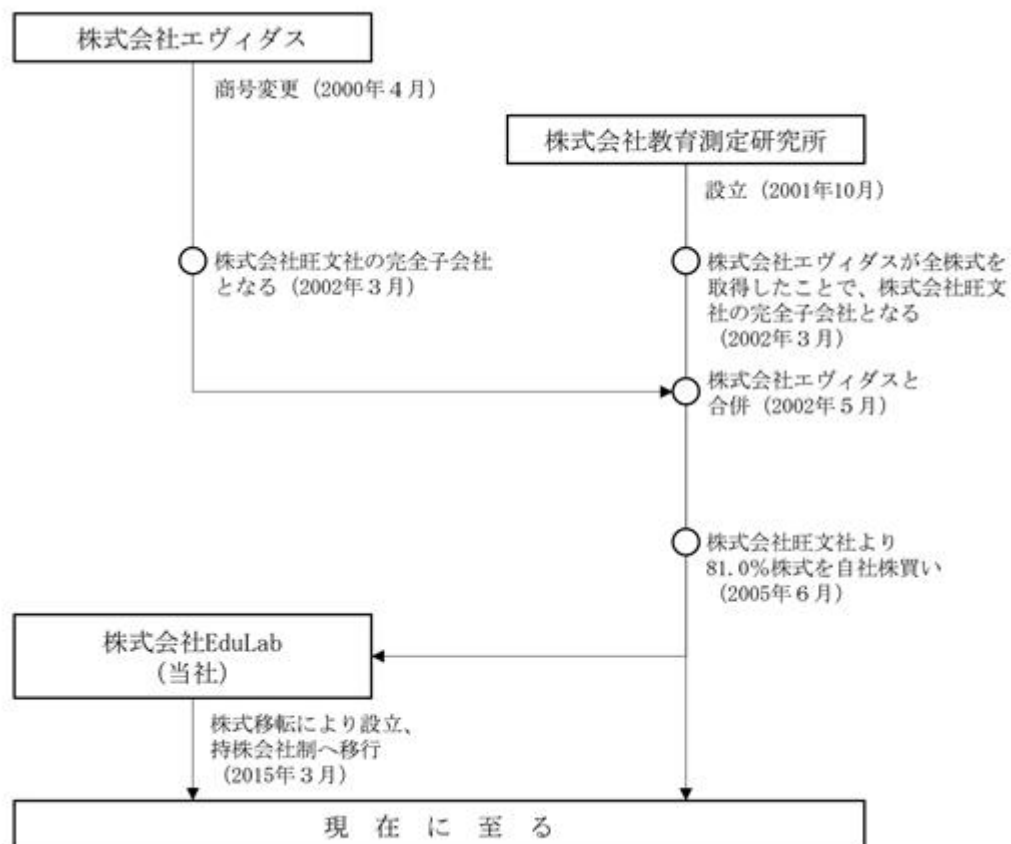 株式会社エヴィダス
商号変更（2000年４月）
株式会社教育測定研究所
設立（2001年10月）
株式会社旺文社の完全子会社
となる（2002年３月）
株式会社エヴィダスが全株式を
取得したことで、株式会社旺文
社の完全子会社となる
（2002年３月）
株式会社エヴィダスと
合併（2002年５月）
株式会社旺文社より
81.0%株式を自社株買い
（2005年６月）
株式会社EduLab
（当社）
株式移転により設立、
持株会社制へ移行
（2015年３月）
現　在　に　至　る